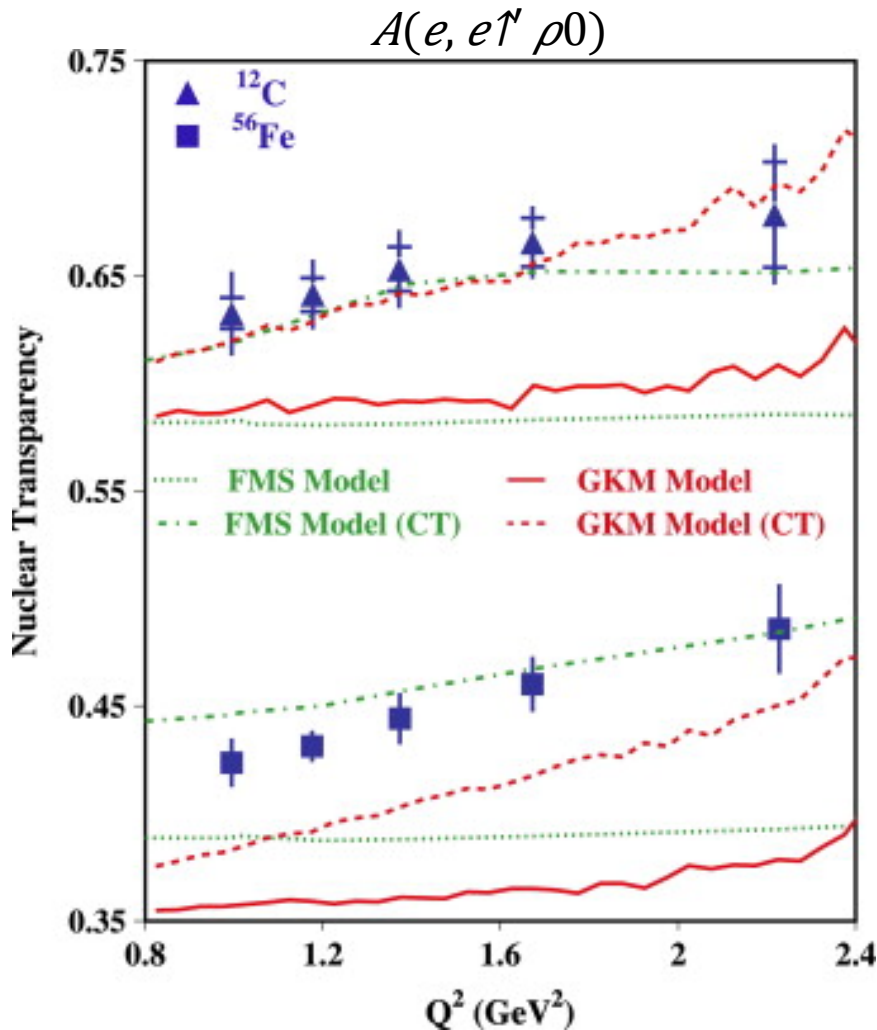 A(e, e↑′ ρ0)
0.75
¹²C
⁵⁶Fe
0.65
0.55
FMS Model
GKM Model
FMS Model (CT)
GKM Model (CT)
Nuclear Transparency
0.45
0.35
0.8 1.2 1.6 2 2.4
Q² (GeV²)